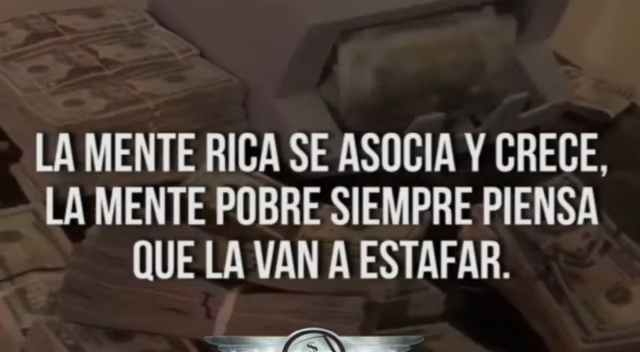 LA MENTE RICA SE ASOCIA Y CRECE,
LA MENTE POBRE SIEMPRE PIENSA
QUE LA VAN A ESTAFAR.